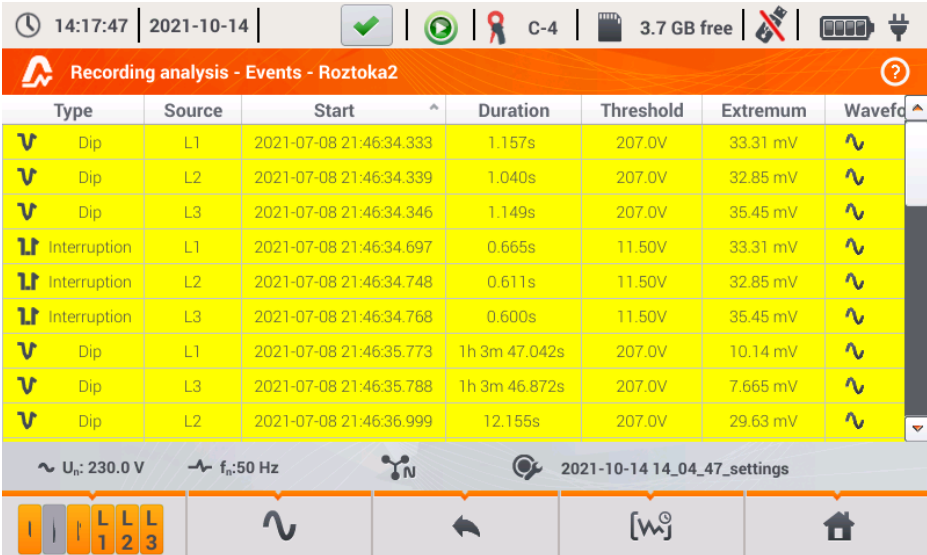 14:17:47 2021-10-14 C-4 3.7 GB free
Recording analysis - Events - Roztoka2 ?
Type Source Start Duration Threshold Extremum Wavefo
Dip L1 2021-07-08 21:46:34.333 1.157s 207.0V 33.31 mV
Dip L2 2021-07-08 21:46:34.339 1.040s 207.0V 32.85 mV
Dip L3 2021-07-08 21:46:34.346 1.149s 207.0V 35.45 mV
Interruption L1 2021-07-08 21:46:34.697 0.665s 11.50V 33.31 mV
Interruption L2 2021-07-08 21:46:34.748 0.611s 11.50V 32.85 mV
Interruption L3 2021-07-08 21:46:34.768 0.600s 11.50V 35.45 mV
Dip L1 2021-07-08 21:46:35.773 1h 3m 47.042s 207.0V 10.14 mV
Dip L3 2021-07-08 21:46:35.788 1h 3m 46.872s 207.0V 7.665 mV
Dip L2 2021-07-08 21:46:36.999 12.155s 207.0V 29.63 mV
Uₙ: 230.0 V fₙ:50 Hz N 2021-10-14 14_04_47_settings
L1 L2 L3